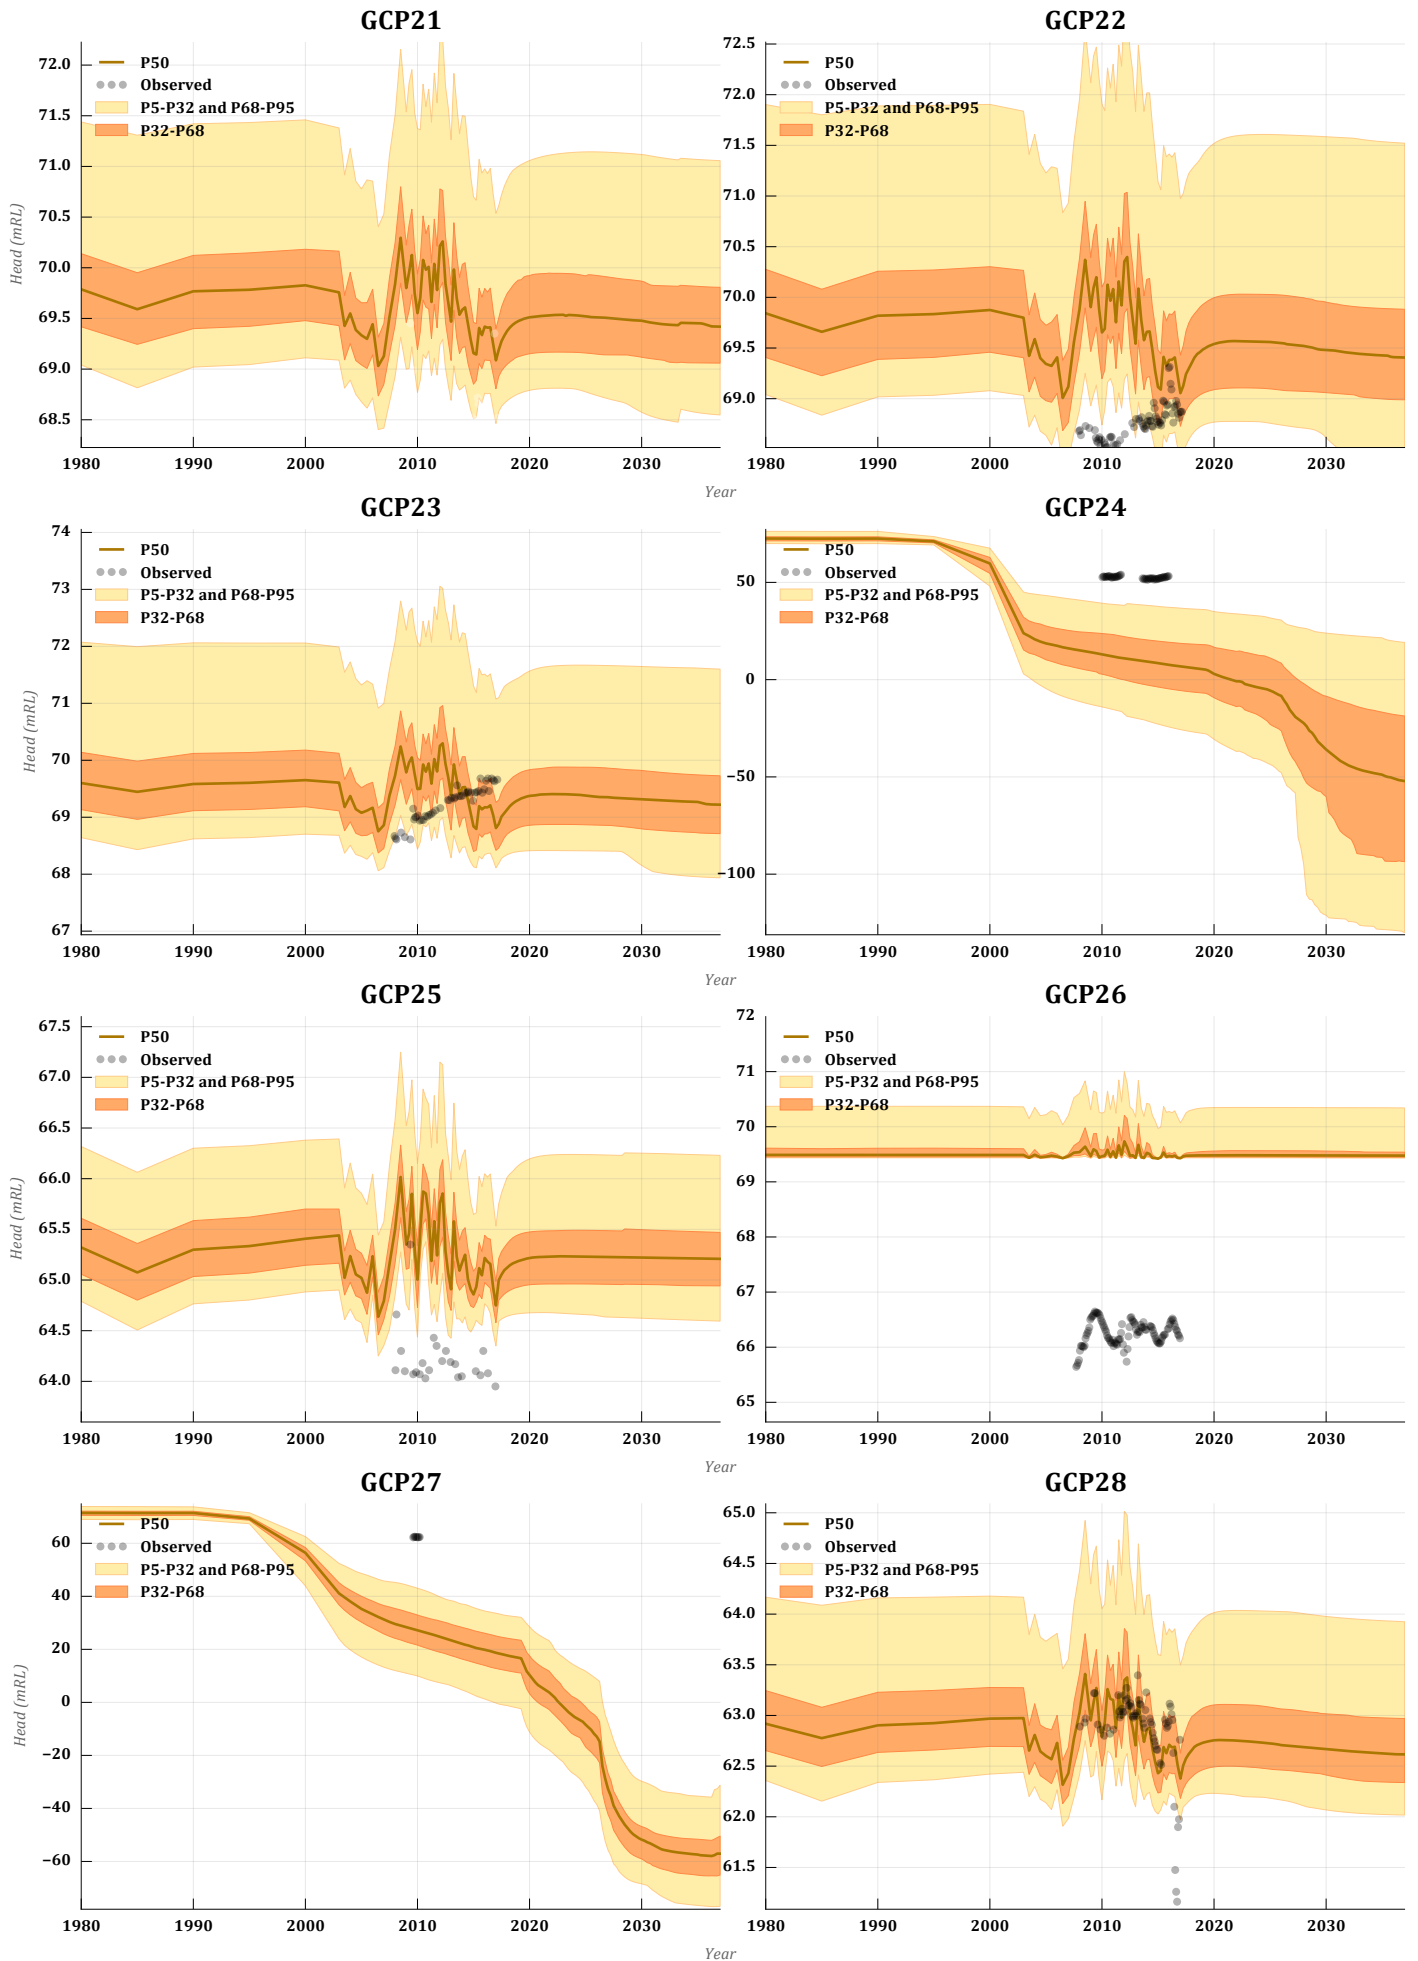 GCP21
72.0
71.5
71.0
70.5
70.0
69.5
69.0
68.5
Head (mRL)
P50
Observed
P5-P32 and P68-P95
P32-P68
1980 1990 2000 2010 2020 2030
GCP22
72.5
72.0
71.5
71.0
70.5
70.0
69.5
69.0
P50
Observed
P5-P32 and P68-P95
P32-P68
1980 1990 2000 2010 2020 2030
Year
GCP23
74
73
72
71
70
69
68
67
Head (mRL)
P50
Observed
P5-P32 and P68-P95
P32-P68
1980 1990 2000 2010 2020 2030
GCP24
50
0
−50
−100
P50
Observed
P5-P32 and P68-P95
P32-P68
1980 1990 2000 2010 2020 2030
Year
GCP25
67.5
67.0
66.5
66.0
65.5
65.0
64.5
64.0
Head (mRL)
P50
Observed
P5-P32 and P68-P95
P32-P68
1980 1990 2000 2010 2020 2030
GCP26
72
71
70
69
68
67
66
65
P50
Observed
P5-P32 and P68-P95
P32-P68
1980 1990 2000 2010 2020 2030
Year
GCP27
60
40
20
0
−20
−40
−60
Head (mRL)
P50
Observed
P5-P32 and P68-P95
P32-P68
1980 1990 2000 2010 2020 2030
GCP28
65.0
64.5
64.0
63.5
63.0
62.5
62.0
61.5
P50
Observed
P5-P32 and P68-P95
P32-P68
1980 1990 2000 2010 2020 2030
Year